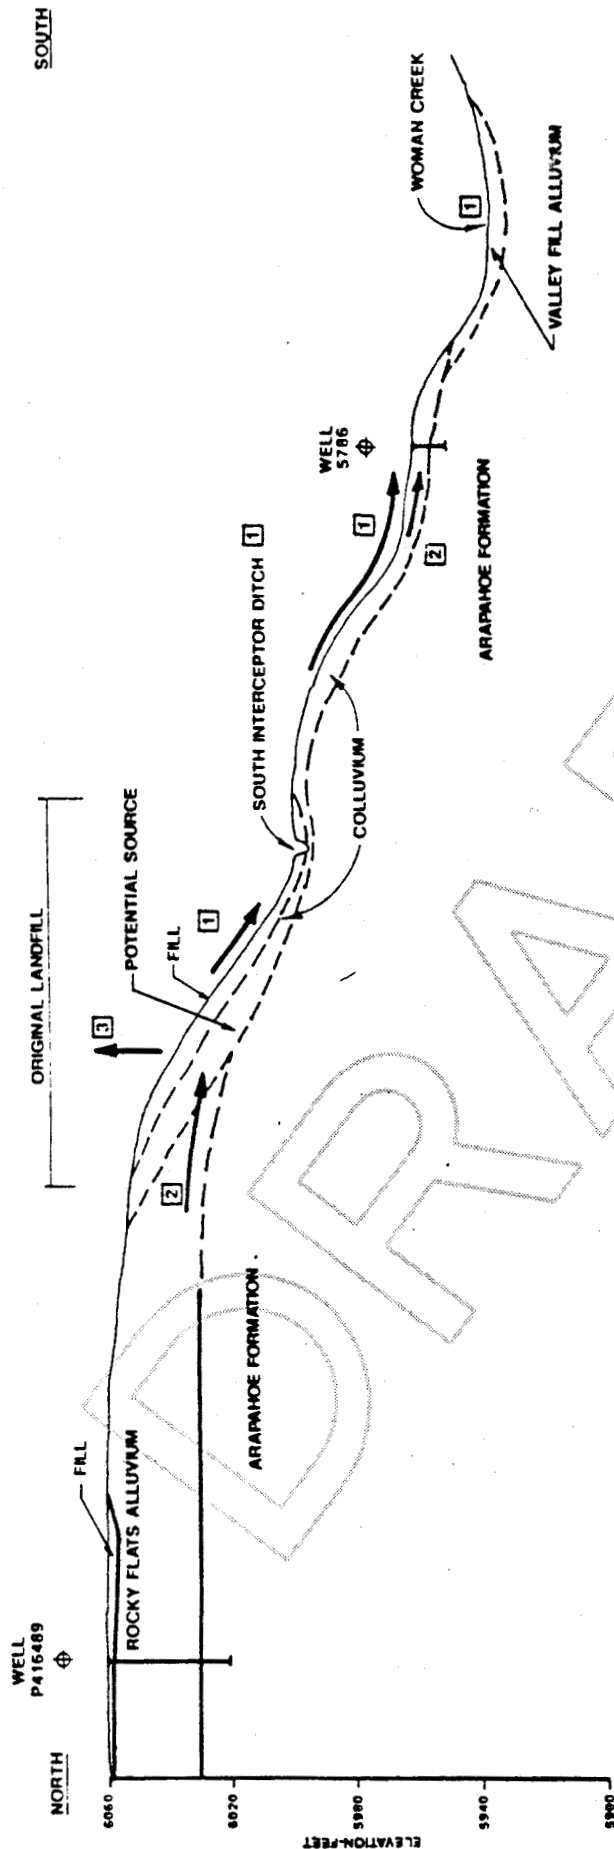 NORTH
SOUTH
WELL
P416489
FILL
ROCKY FLATS ALLUVIUM
ARAPAHOE FORMATION
ORIGINAL LANDFILL
POTENTIAL SOURCE
FILL
3
1
2
SOUTH INTERCEPTOR DITCH 1
COLLUVIUM
1
2
WELL
5786
ARAPAHOE FORMATION
WOMAN CREEK
1
VALLEY FILL ALLUVIUM
6060
6020
5980
5940
5900
ELEVATION-FEET
DRA